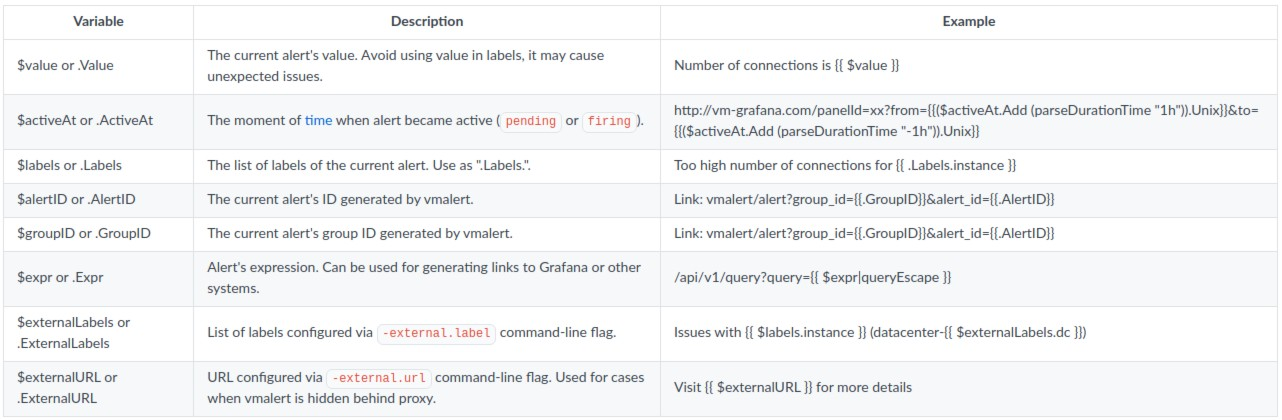 Variable Description Example
$value or .Value
The current alert's value. Avoid using value in labels, it may cause
unexpected issues.
Number of connections is {{ $value }}
$activeAt or .ActiveAt
The moment of time when alert became active (pending or firing).
http://vm-grafana.com/panelId=xx?from={{($activeAt.Add (parseDurationTime "1h")).Unix}}&to=
{{($activeAt.Add (parseDurationTime "-1h")).Unix}}
$labels or .Labels
The list of labels of the current alert. Use as ".Labels.".
Too high number of connections for {{ .Labels.instance }}
$alertID or .AlertID
The current alert's ID generated by vmalert.
Link: vmalert/alert?group_id={{.GroupID}}&alert_id={{.AlertID}}
$groupID or .GroupID
The current alert's group ID generated by vmalert.
Link: vmalert/alert?group_id={{.GroupID}}&alert_id={{.AlertID}}
$expr or .Expr
Alert's expression. Can be used for generating links to Grafana or other
systems.
/api/v1/query?query={{ $expr|queryEscape }}
$externalLabels or
.ExternalLabels
List of labels configured via -external.label command-line flag.
Issues with {{ $labels.instance }} (datacenter-{{ $externalLabels.dc }})
$externalURL or
.ExternalURL
URL configured via -external.url command-line flag. Used for cases
when vmalert is hidden behind proxy.
Visit {{ $externalURL }} for more details